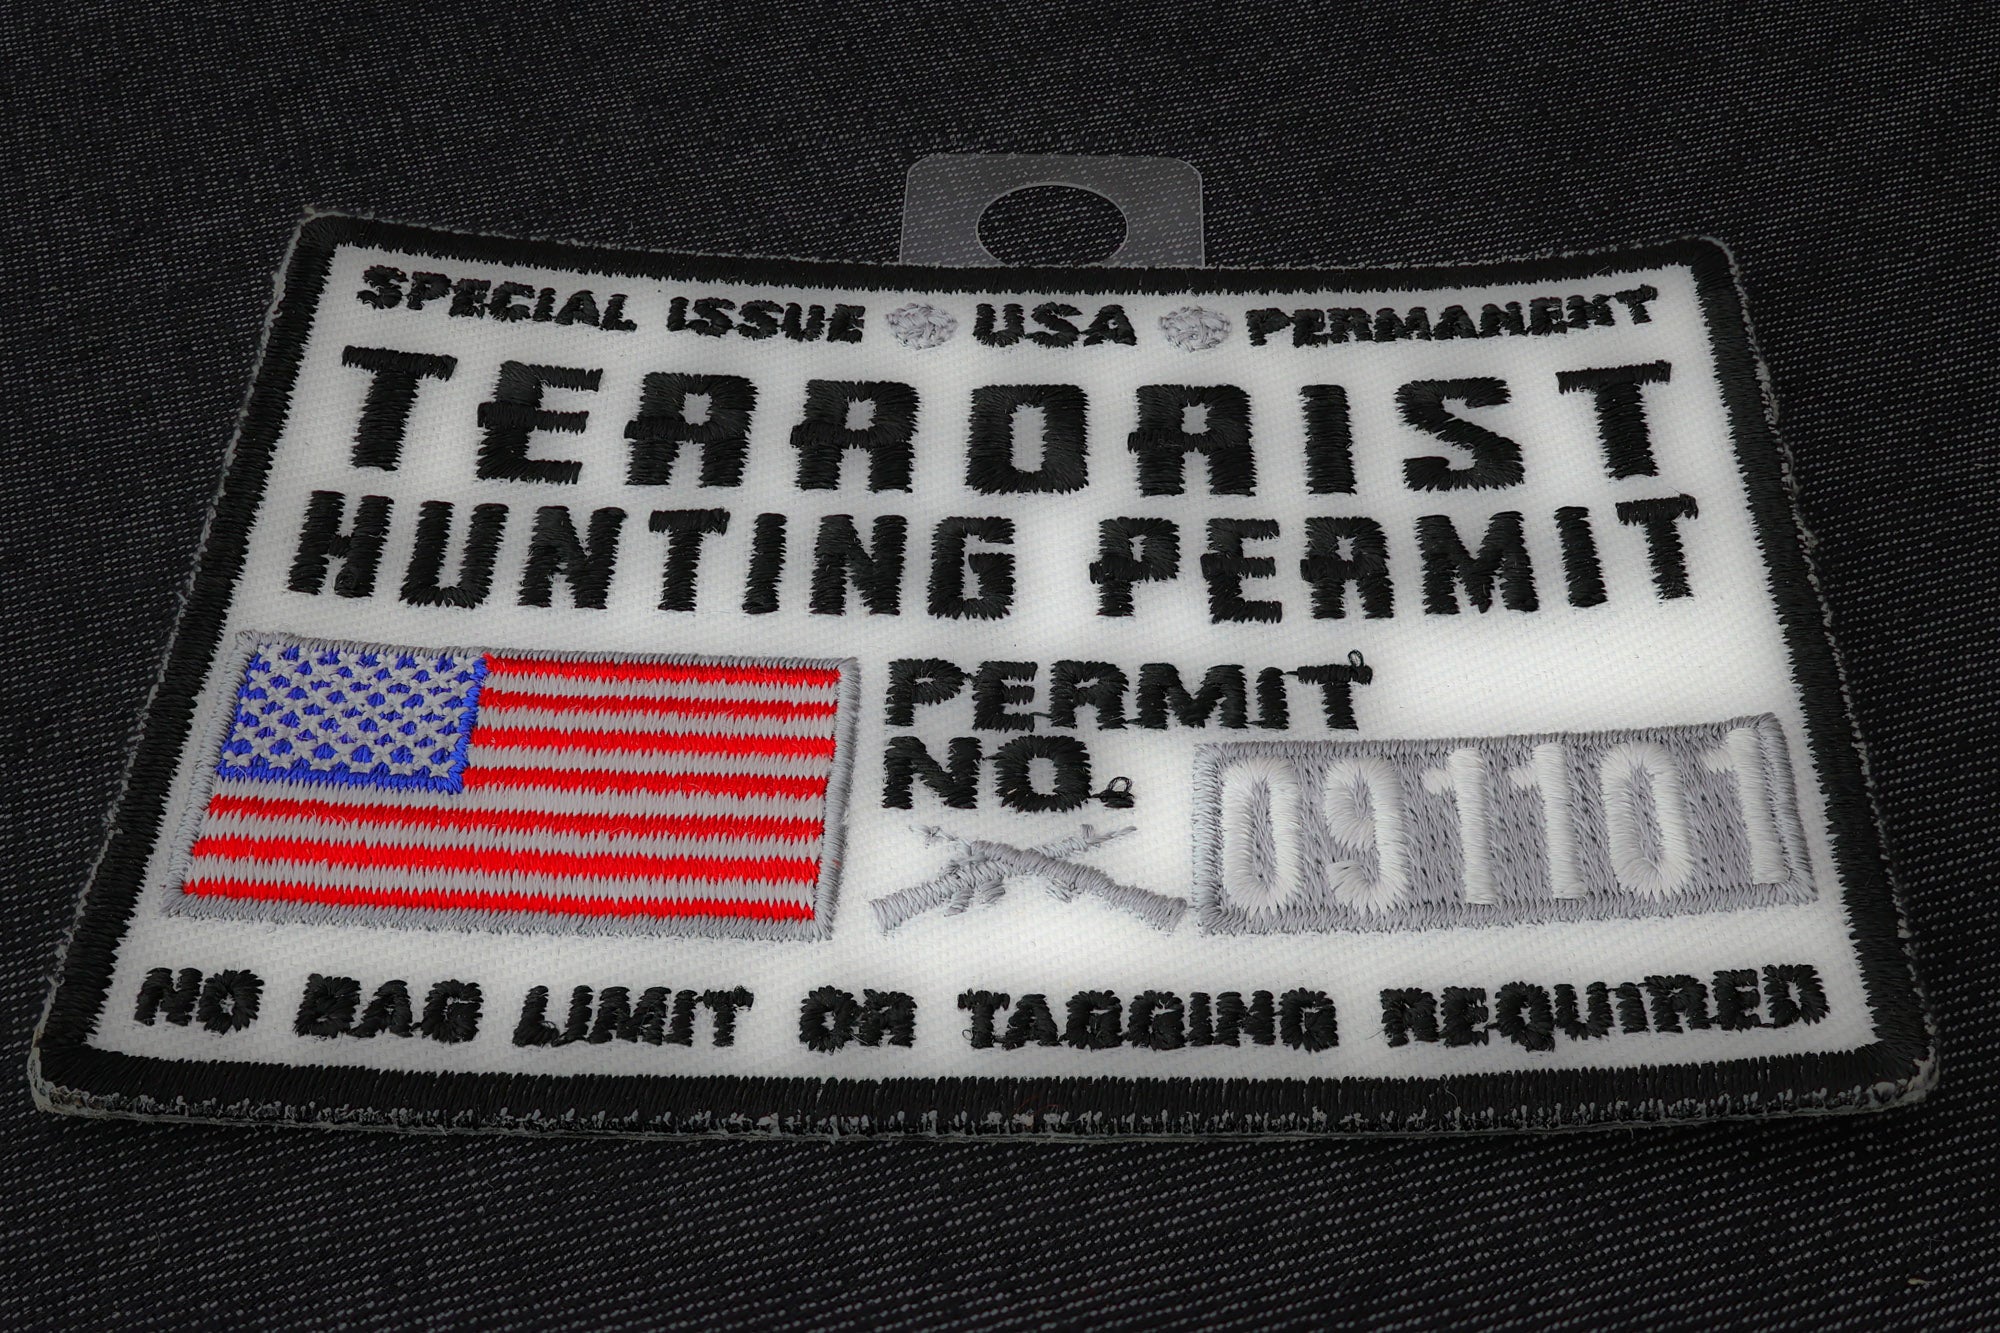 SPECIAL ISSUE USA PERMANENT
TERRORIST
HUNTING PERMIT
PERMIT
NO. 091101
NO BAG LIMIT OR TAGGING REQUIRED